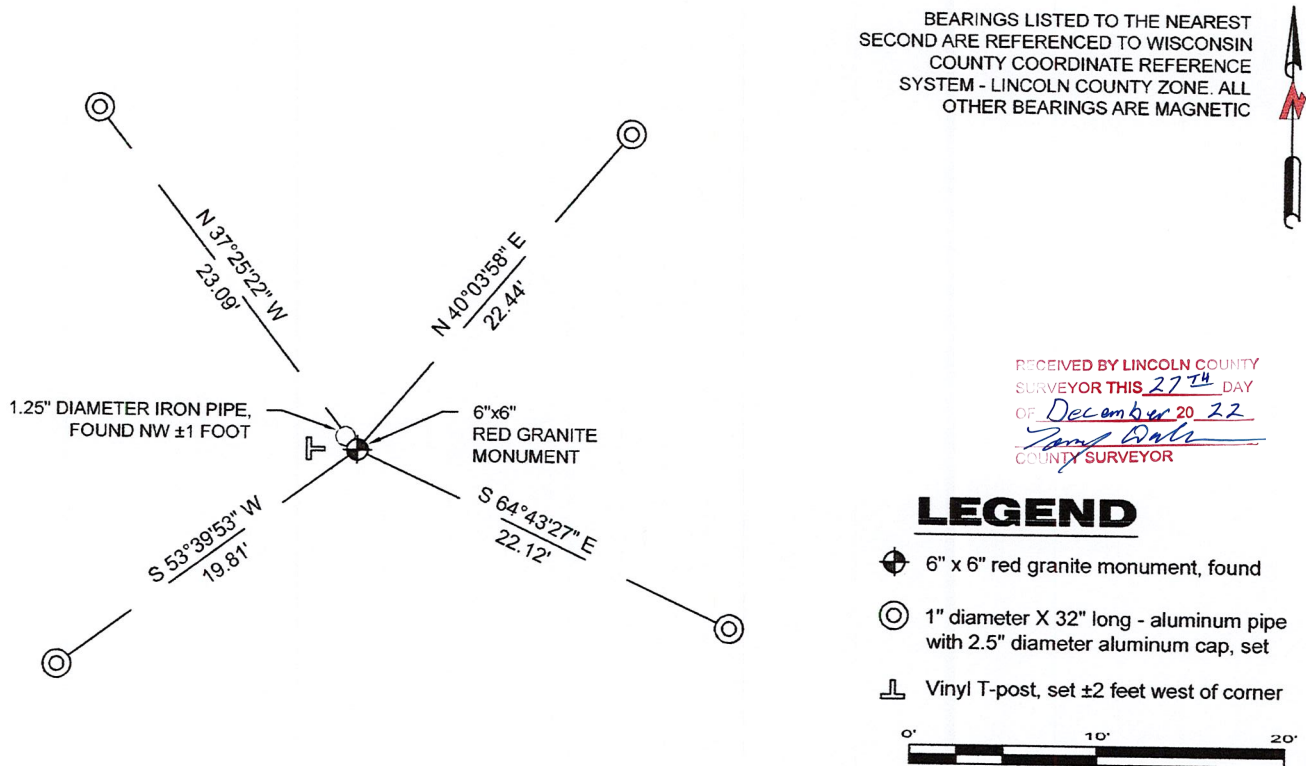 BEARINGS LISTED TO THE NEAREST
SECOND ARE REFERENCED TO WISCONSIN
COUNTY COORDINATE REFERENCE
SYSTEM - LINCOLN COUNTY ZONE. ALL
OTHER BEARINGS ARE MAGNETIC
N
N 37°25'22" W
23.09'
N 40°03'58" E
22.44'
1.25" DIAMETER IRON PIPE,
FOUND NW ±1 FOOT
6"x6"
RED GRANITE
MONUMENT
S 53°39'53" W
19.81'
S 64°43'27" E
22.12'
RECEIVED BY LINCOLN COUNTY
SURVEYOR THIS 27TH DAY
OF December 20 22
COUNTY SURVEYOR
LEGEND
6" x 6" red granite monument, found
1" diameter X 32" long - aluminum pipe
with 2.5" diameter aluminum cap, set
Vinyl T-post, set ±2 feet west of corner
0' 10' 20'